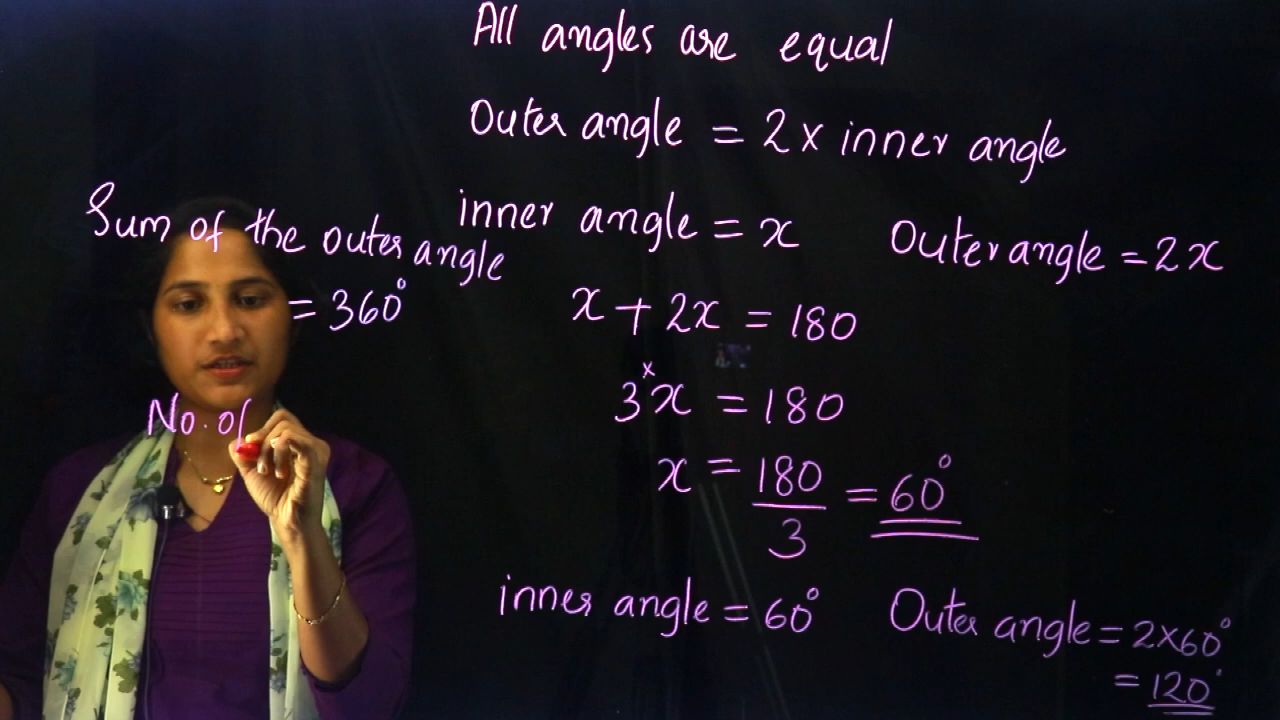 All angles are equal
Outer angle = 2 x inner angle
inner angle = x Outer angle = 2x
x + 2x = 180
3 x x = 180
x = 180/3 = 60°
inner angle = 60° Outer angle = 2x60°
= 120°
Sum of the outer angle
= 360°
No. of